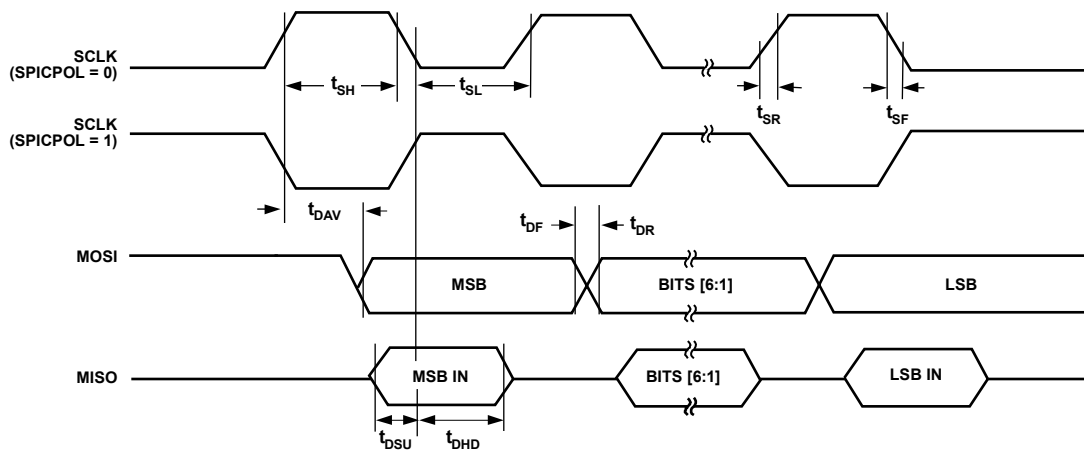 SCLK
(SPICPOL = 0)
tSH
tSL
tSR
tSF
SCLK
(SPICPOL = 1)
tDAV
tDF
tDR
MOSI
MSB
BITS [6:1]
LSB
MISO
MSB IN
BITS [6:1]
LSB IN
tDSU
tDHD